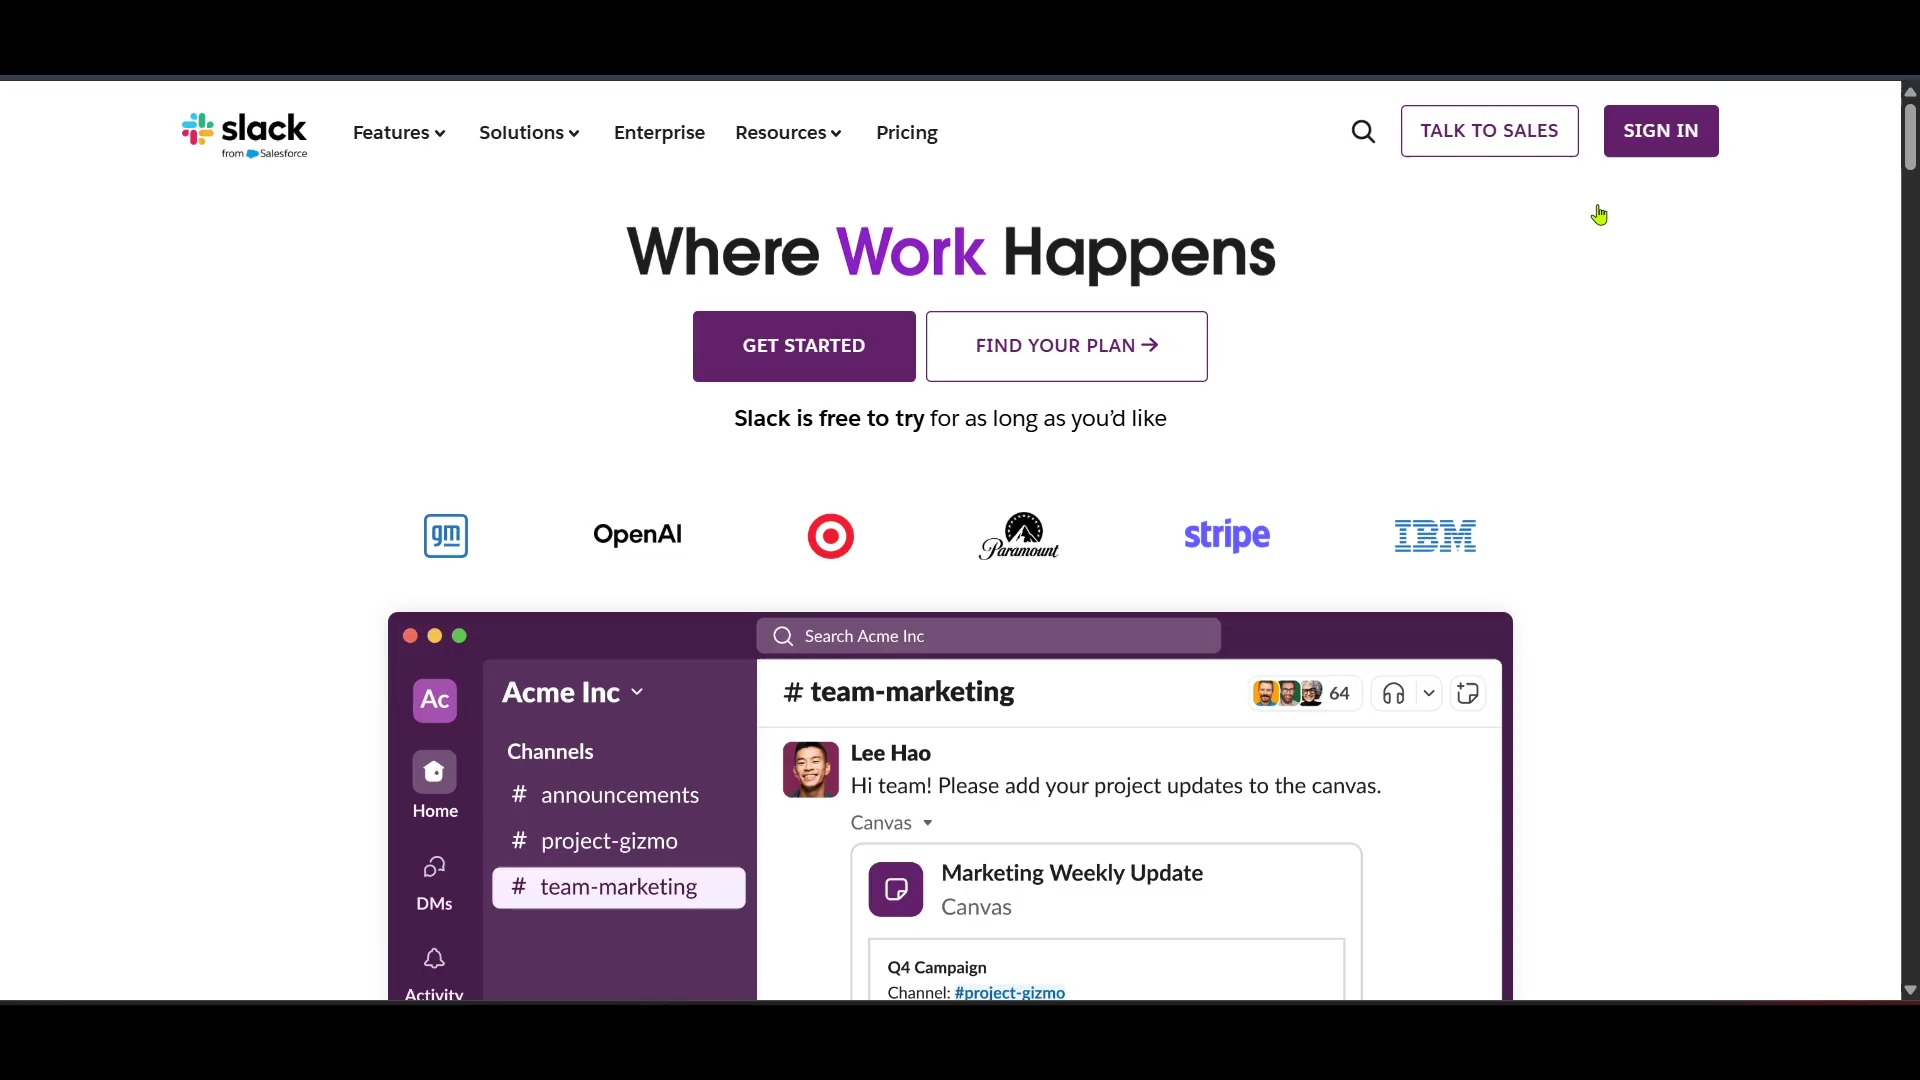 slack
from Salesforce
Features
Solutions
Enterprise
Resources
Pricing
TALK TO SALES
SIGN IN
Where Work Happens
GET STARTED
FIND YOUR PLAN →
Slack is free to try for as long as you’d like
gm
OpenAI
Paramount
stripe
IBM
Search Acme Inc
Ac
Acme Inc
# team-marketing
64
Channels
Lee Hao
Hi team! Please add your project updates to the canvas.
# announcements
Home
Canvas
# project-gizmo
# team-marketing
Marketing Weekly Update
Canvas
DMs
Q4 Campaign
Channel: #project-gizmo
Activity